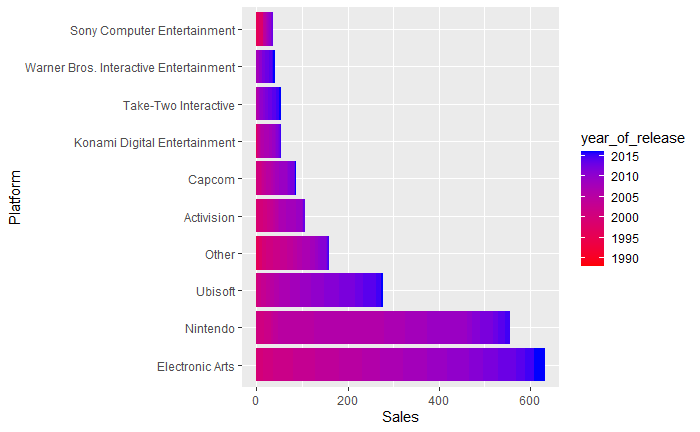 Platform
Sony Computer Entertainment
Warner Bros. Interactive Entertainment
Take-Two Interactive
Konami Digital Entertainment
Capcom
Activision
Other
Ubisoft
Nintendo
Electronic Arts
0 200 400 600
Sales
year_of_release
2015
2010
2005
2000
1995
1990